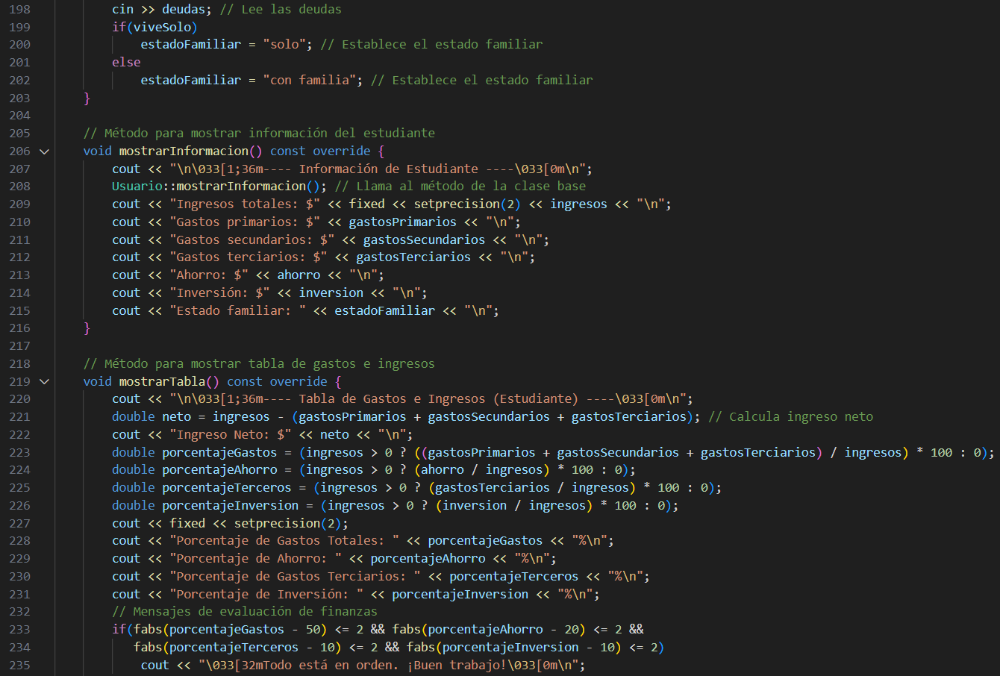 198 cin >> deudas; // Lee las deudas
199 if(viveSolo)
200 estadoFamiliar = "solo"; // Establece el estado familiar
201 else
202 estadoFamiliar = "con familia"; // Establece el estado familiar
203 }
204
205 // Método para mostrar información del estudiante
206 void mostrarInformacion() const override {
207 cout << "\n\033[1;36m---- Información de Estudiante ----\033[0m\n";
208 Usuario::mostrarInformacion(); // Llama al método de la clase base
209 cout << "Ingresos totales: $" << fixed << setprecision(2) << ingresos << "\n";
210 cout << "Gastos primarios: $" << gastosPrimarios << "\n";
211 cout << "Gastos secundarios: $" << gastosSecundarios << "\n";
212 cout << "Gastos terciarios: $" << gastosTerciarios << "\n";
213 cout << "Ahorro: $" << ahorro << "\n";
214 cout << "Inversión: $" << inversion << "\n";
215 cout << "Estado familiar: " << estadoFamiliar << "\n";
216 }
217
218 // Método para mostrar tabla de gastos e ingresos
219 void mostrarTabla() const override {
220 cout << "\n\033[1;36m---- Tabla de Gastos e Ingresos (Estudiante) ----\033[0m\n";
221 double neto = ingresos - (gastosPrimarios + gastosSecundarios + gastosTerciarios); // Calcula ingreso neto
222 cout << "Ingreso Neto: $" << neto << "\n";
223 double porcentajeGastos = (ingresos > 0 ? ((gastosPrimarios + gastosSecundarios + gastosTerciarios) / ingresos) * 100 : 0);
224 double porcentajeAhorro = (ingresos > 0 ? (ahorro / ingresos) * 100 : 0);
225 double porcentajeTerceros = (ingresos > 0 ? (gastosTerciarios / ingresos) * 100 : 0);
226 double porcentajeInversion = (ingresos > 0 ? (inversion / ingresos) * 100 : 0);
227 cout << fixed << setprecision(2);
228 cout << "Porcentaje de Gastos Totales: " << porcentajeGastos << "%\n";
229 cout << "Porcentaje de Ahorro: " << porcentajeAhorro << "%\n";
230 cout << "Porcentaje de Gastos Terciarios: " << porcentajeTerceros << "%\n";
231 cout << "Porcentaje de Inversión: " << porcentajeInversion << "%\n";
232 // Mensajes de evaluación de finanzas
233 if(fabs(porcentajeGastos - 50) <= 2 && fabs(porcentajeAhorro - 20) <= 2 &&
234 fabs(porcentajeTerceros - 10) <= 2 && fabs(porcentajeInversion - 10) <= 2)
235 cout << "\033[32mTodo está en orden. ¡Buen trabajo!\033[0m\n";